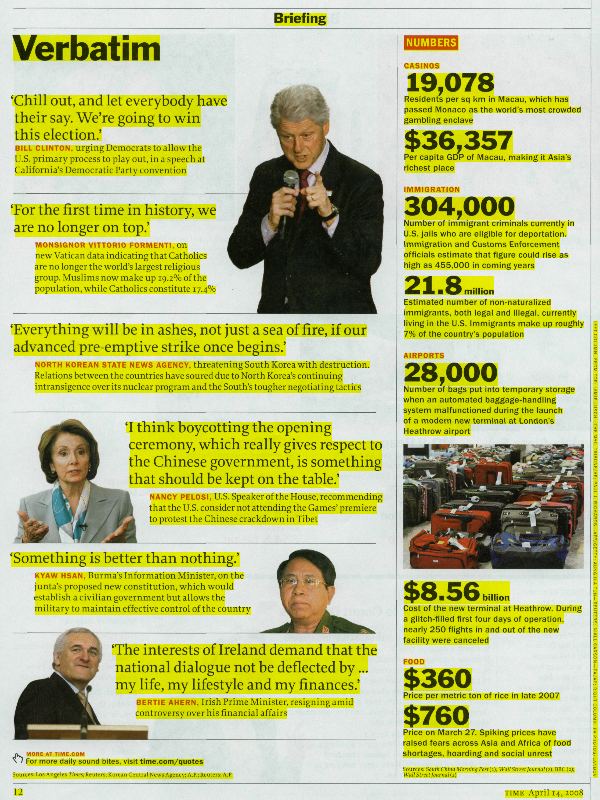 Briefing
Verbatim
'Chill out, and let everybody have
their say. We're going to win
this election.'
BILL CLINTON, urging Democrats to allow the
U.S. primary process to play out, in a speech at
California's Democratic Party convention
'For the first time in history, we
are no longer on top.'
MONSIGNOR VITTORIO FORMENTI, on
new Vatican data indicating that Catholics
are no longer the world's largest religious
group. Muslims now make up 19.2% of the
population, while Catholics constitute 17.4%
'Everything will be in ashes, not just a sea of fire, if our
advanced pre-emptive strike once begins.'
NORTH KOREAN STATE NEWS AGENCY, threatening South Korea with destruction.
Relations between the countries have soured due to North Korea's continuing
intransigence over its nuclear program and the South's tougher negotiating tactics
'I think boycotting the opening
ceremony, which really gives respect to
the Chinese government, is something
that should be kept on the table.'
NANCY PELOSI, U.S. Speaker of the House, recommending
that the U.S. consider not attending the Games' premiere
to protest the Chinese crackdown in Tibet
'Something is better than nothing.'
KYAW HSAN, Burma's Information Minister, on the
junta's proposed new constitution, which would
establish a civilian government but allows the
military to maintain effective control of the country
'The interests of Ireland demand that the
national dialogue not be deflected by ...
my life, my lifestyle and my finances.'
BERTIE AHERN, Irish Prime Minister, resigning amid
controversy over his financial affairs
MORE AT TIME.COM
For more daily sound bites, visit time.com/quotes
Sources: Los Angeles Times; Reuters; Korean Central News Agency; A.P.; Reuters; A.P.
12
NUMBERS
CASINOS
19,078
Residents per sq km in Macau, which has
passed Monaco as the world's most crowded
gambling enclave
$36,357
Per capita GDP of Macau, making it Asia's
richest place
IMMIGRATION
304,000
Number of immigrant criminals currently in
U.S. jails who are eligible for deportation.
Immigration and Customs Enforcement
officials estimate that figure could rise as
high as 455,000 in coming years
21.8 million
Estimated number of non-naturalized
immigrants, both legal and illegal, currently
living in the U.S. Immigrants make up roughly
7% of the country's population
AIRPORTS
28,000
Number of bags put into temporary storage
when an automated baggage-handling
system malfunctioned during the launch
of a modern new terminal at London's
Heathrow airport
$8.56 billion
Cost of the new terminal at Heathrow. During
a glitch-filled first four days of operation,
nearly 250 flights in and out of the new
facility were canceled
FOOD
$360
Price per metric ton of rice in late 2007
$760
Price on March 27. Spiking prices have
raised fears across Asia and Africa of food
shortages, hoarding and social unrest
Sources: South China Morning Post (2); Wall Street Journal (2); BBC (2);
Wall Street Journal (2)
TIME April 14, 2008